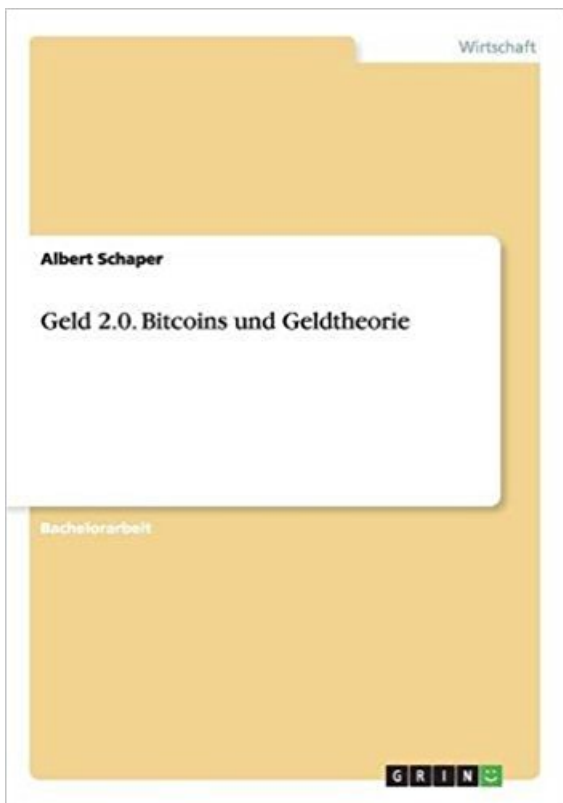 Wirtschaft
Albert Schaper
Geld 2.0. Bitcoins und Geldtheorie
Bachelorarbeit
GRIN